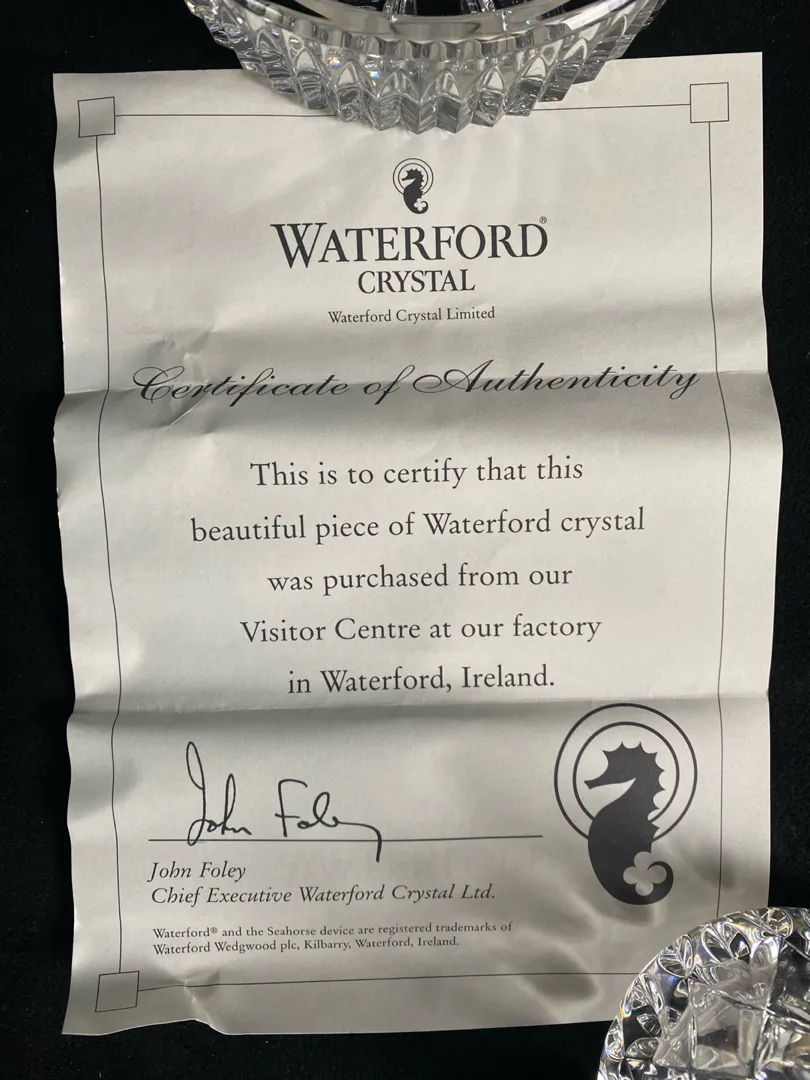 WATERFORD®
CRYSTAL
Waterford Crystal Limited
Certificate of Authenticity
This is to certify that this
beautiful piece of Waterford crystal
was purchased from our
Visitor Centre at our factory
in Waterford, Ireland.
John Foley
John Foley
Chief Executive Waterford Crystal Ltd.
Waterford® and the Seahorse device are registered trademarks of
Waterford Wedgwood plc, Kilbarry, Waterford, Ireland.